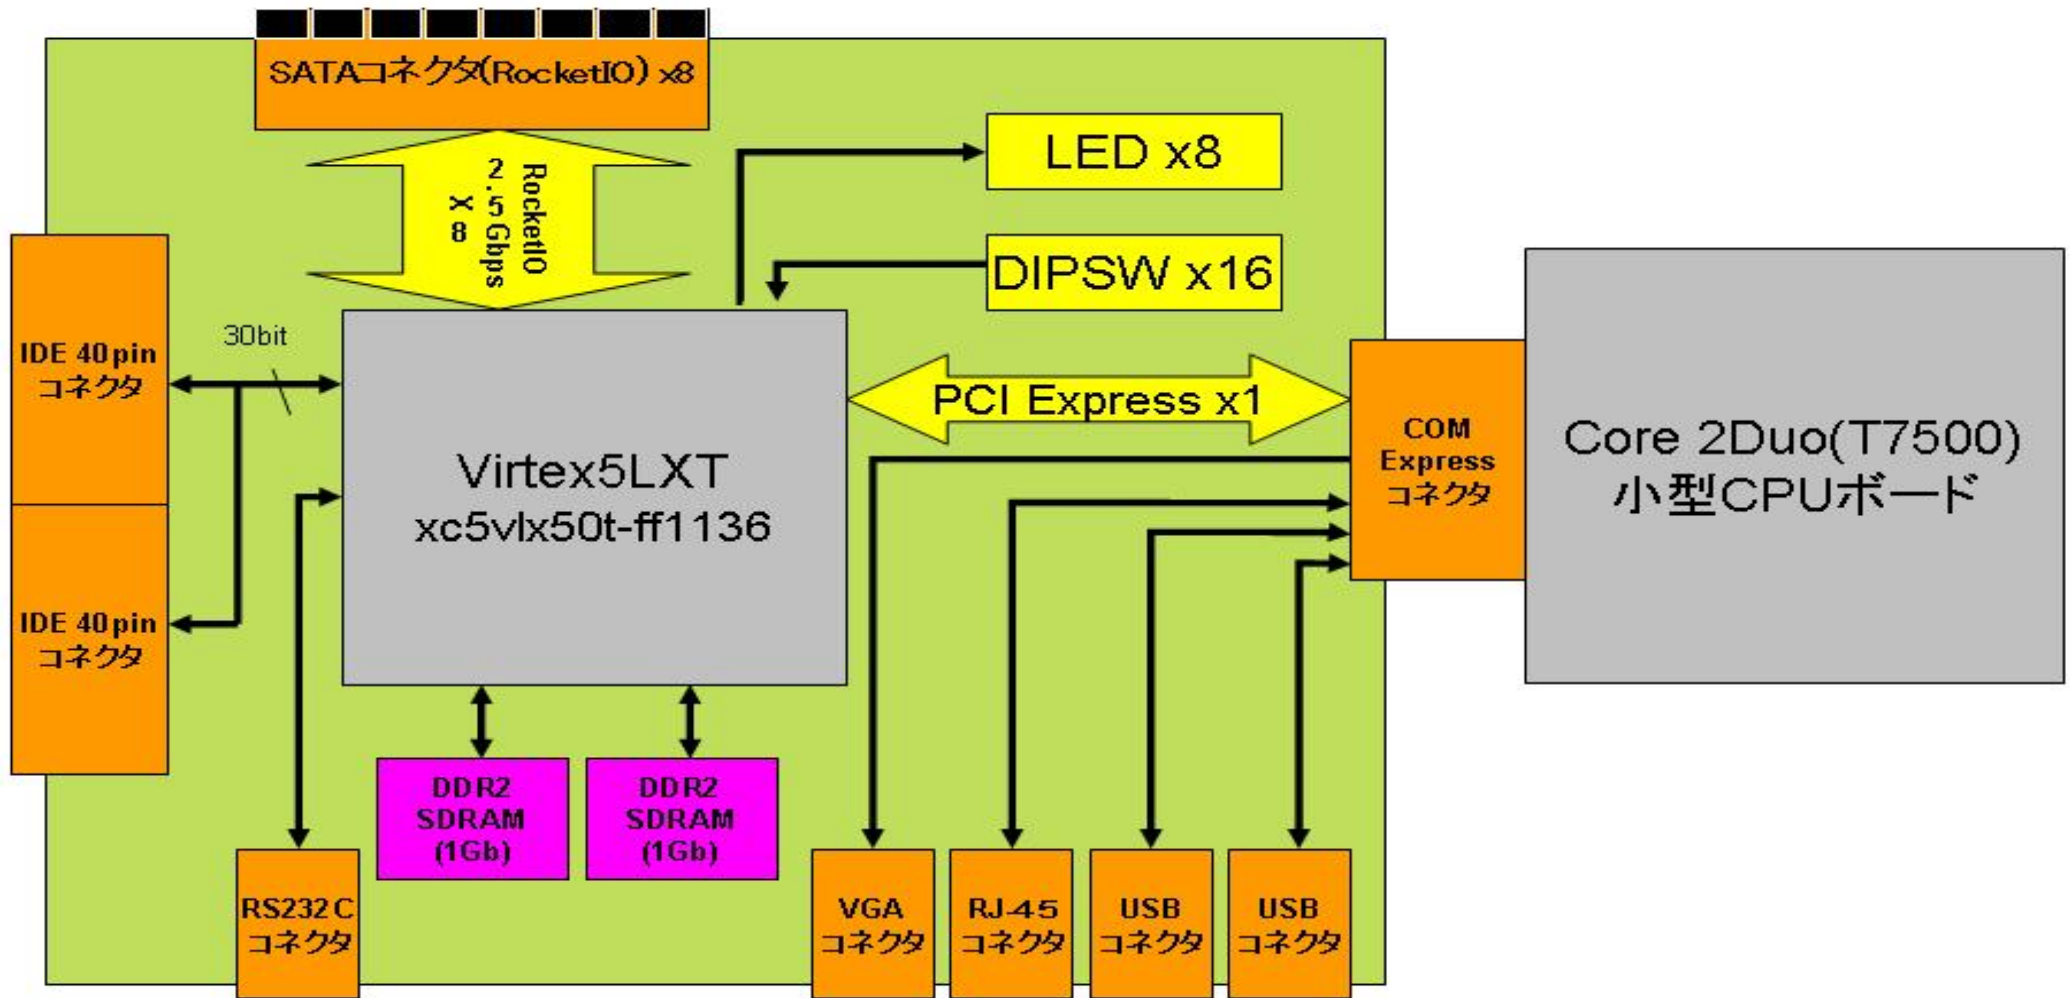 SATAコネクタ(RocketIO) x8
RocketIO
2.5Gbps
X8
LED x8
DIPSW x16
30bit
IDE 40pin
コネクタ
IDE 40pin
コネクタ
Virtex5LXT
xc5vlx50t-ff1136
PCI Express x1
COM
Express
コネクタ
Core 2Duo(T7500)
小型CPUボード
DDR2
SDRAM
(1Gb)
DDR2
SDRAM
(1Gb)
RS232C
コネクタ
VGA
コネクタ
RJ-45
コネクタ
USB
コネクタ
USB
コネクタ